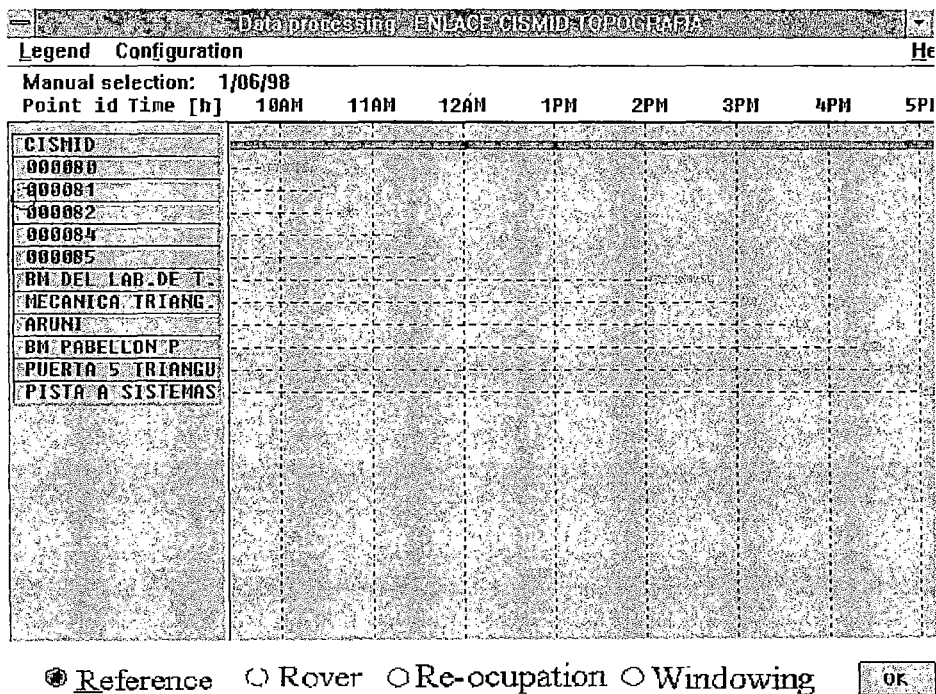 Data processing ENLACE CISMID-TOPOGRAFIA
Legend Configuration He
Manual selection: 1/06/98
Point id Time [h] 10AM 11AM 12AM 1PM 2PM 3PM 4PM 5P
CISMID
000080
000081
000082
000084
000085
BM DEL LAB.DE T.
MECANICA TRIANG.
ARUNI
BM PABELLON P
PUERTA 5 TRIANGU
PISTA A SISTEMAS
Reference Rover Re-ocupation Windowing OK